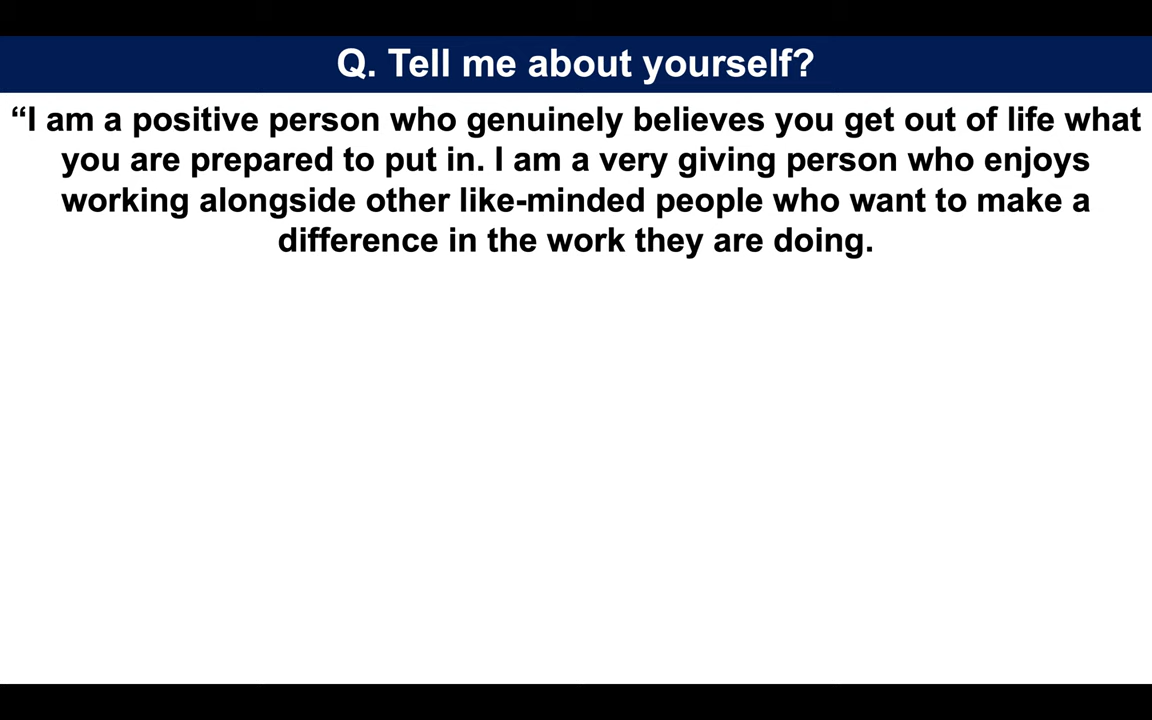 Q. Tell me about yourself?
“I am a positive person who genuinely believes you get out of life what
you are prepared to put in. I am a very giving person who enjoys
working alongside other like-minded people who want to make a
difference in the work they are doing.